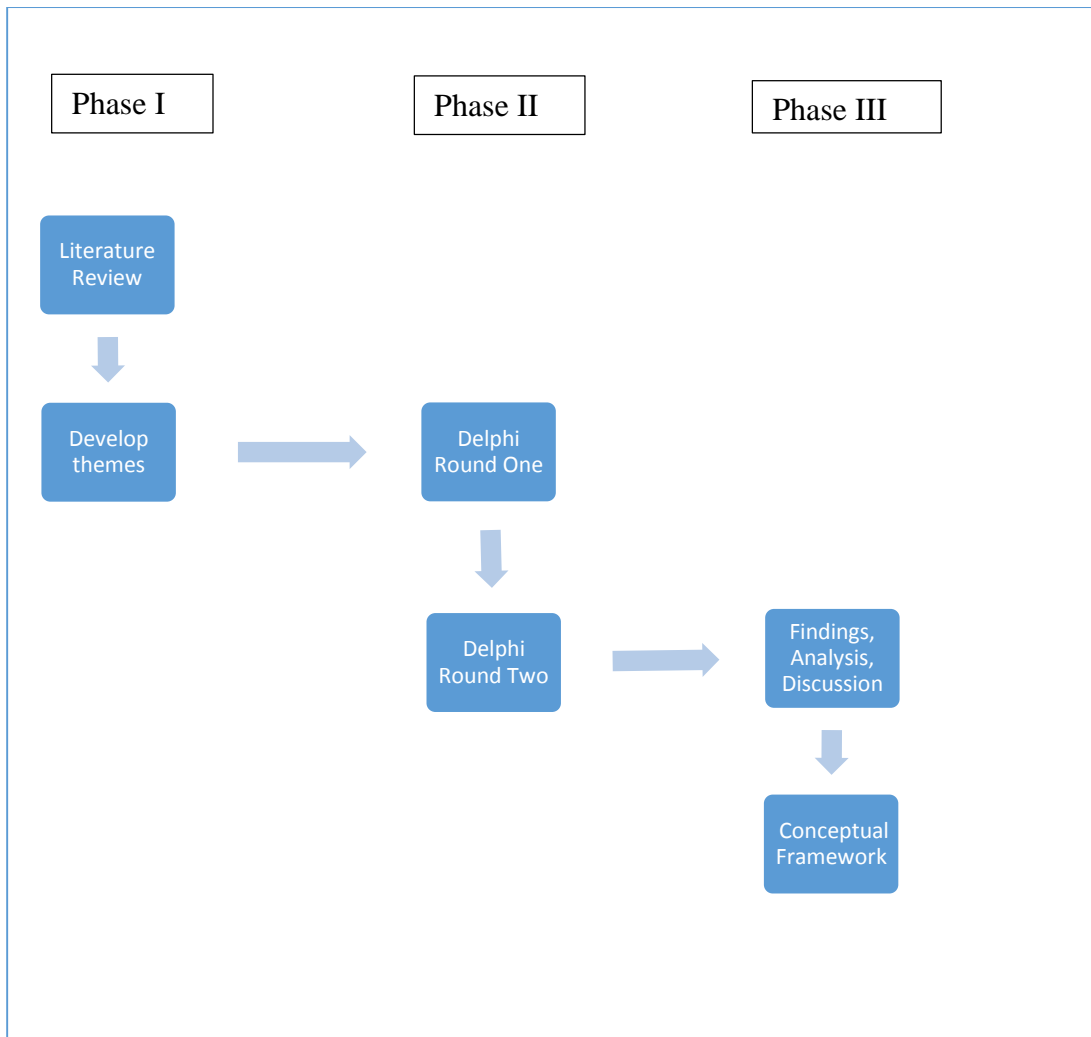 Phase I
Phase II
Phase III
Literature
Review
Develop
themes
Delphi
Round One
Delphi
Round Two
Findings,
Analysis,
Discussion
Conceptual
Framework